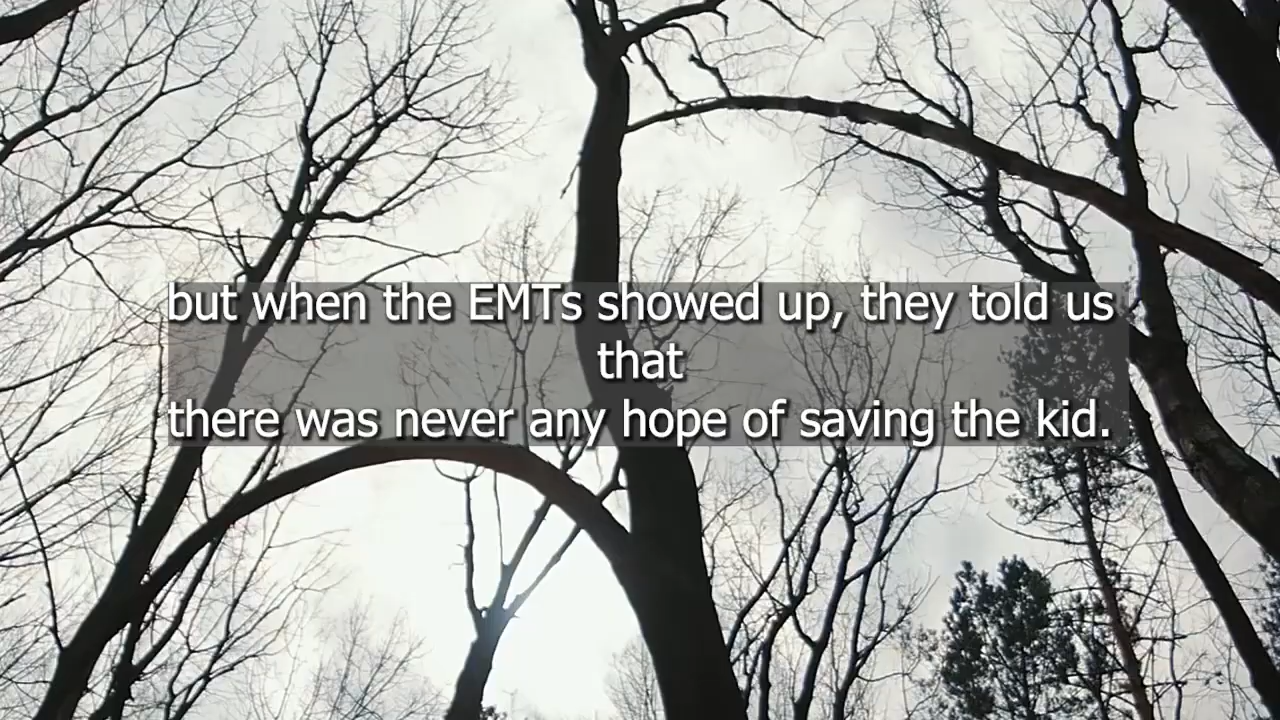 but when the EMTs showed up, they told us
that
there was never any hope of saving the kid.